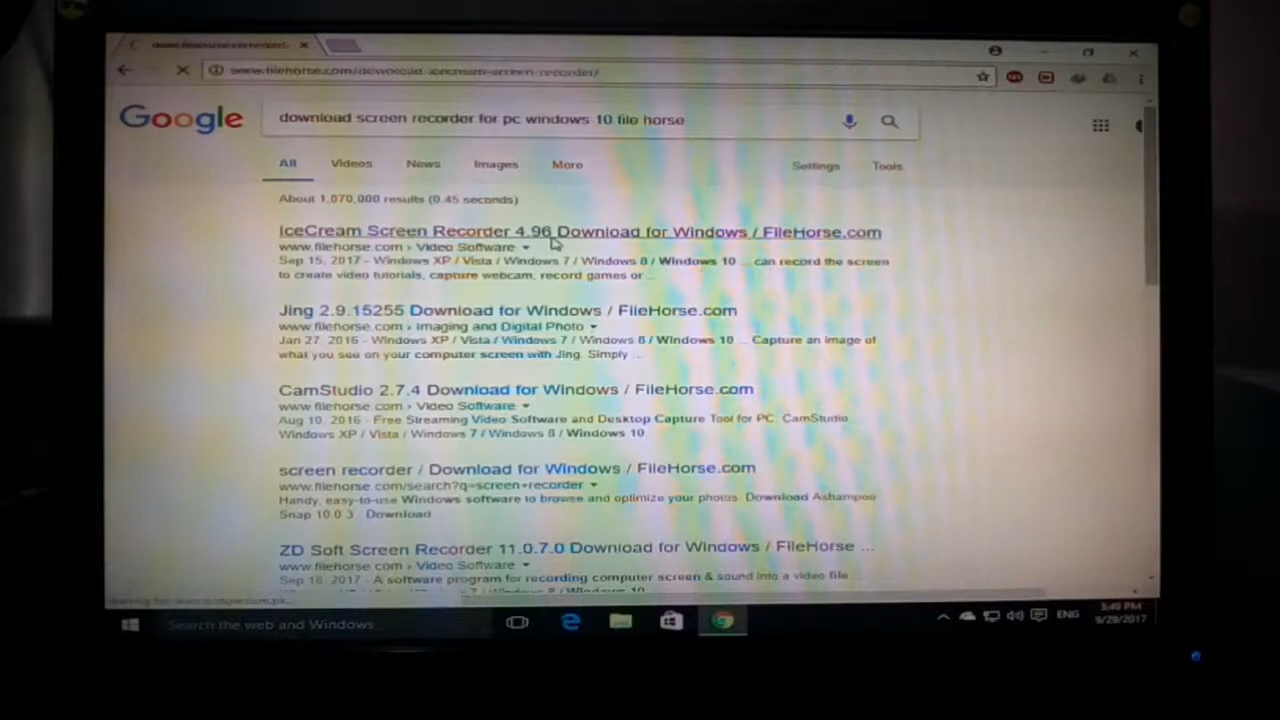 Google
download screen recorder for pc windows 10 file horse
All Videos News Images More Settings Tools
About 1,070,000 results (0.45 seconds)
IceCream Screen Recorder 4.96 Download for Windows / FileHorse.com
www.filehorse.com › Video Software
Sep 15, 2017 - Windows XP / Vista / Windows 7 / Windows 8 / Windows 10 ... can record the screen
to create video tutorials, capture webcam, record games or ...
Jing 2.9.15255 Download for Windows / FileHorse.com
www.filehorse.com › Imaging and Digital Photo
Jan 27, 2016 - Windows XP / Vista / Windows 7 / Windows 8 / Windows 10 ... Capture an image of
what you see on your computer screen with Jing. Simply ...
CamStudio 2.7.4 Download for Windows / FileHorse.com
www.filehorse.com › Video Software
Aug 10, 2016 - Free Streaming Video Software and Desktop Capture Tool for PC. CamStudio.
Windows XP / Vista / Windows 7 / Windows 8 / Windows 10.
screen recorder / Download for Windows / FileHorse.com
www.filehorse.com/search?q=screen+recorder
Handy, easy-to-use Windows software to browse and optimize your photos. Download Ashampoo
Snap 10.0.3 · Download
ZD Soft Screen Recorder 11.0.7.0 Download for Windows / FileHorse ...
www.filehorse.com › Video Software
Sep 18, 2017 - A software program for recording computer screen & sound into a video file
Search the web and Windows
ENG
5:49 PM
9/29/2017